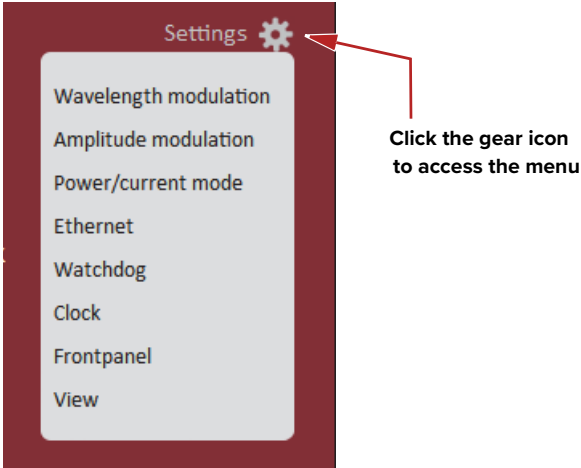 Settings
Click the gear icon
to access the menu
Wavelength modulation
Amplitude modulation
Power/current mode
Ethernet
Watchdog
Clock
Frontpanel
View